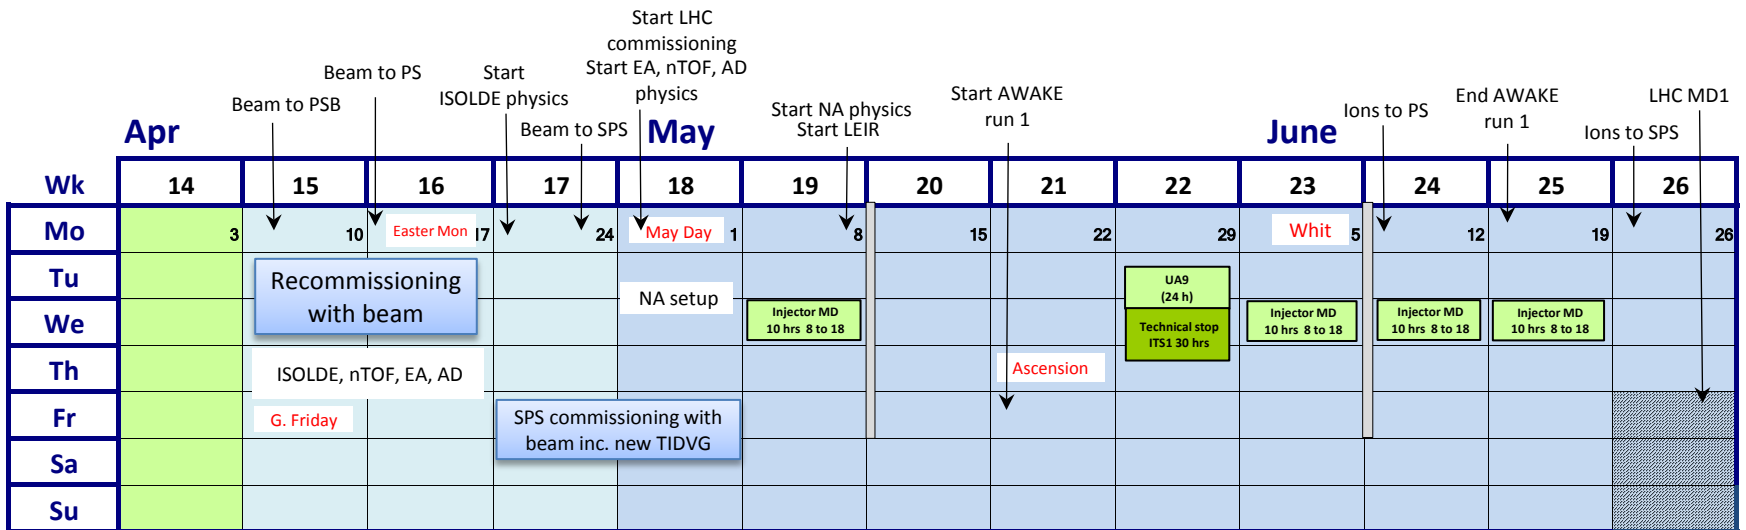 Start LHC
commissioning
Start EA, nTOF, AD
physics
Beam to PS
Start
ISOLDE physics
Beam to PSB
Beam to SPS
Start NA physics
Start LEIR
Start AWAKE
run 1
Ions to PS
End AWAKE
run 1
Ions to SPS
LHC MD1
Apr May June
Wk 14 15 16 17 18 19 20 21 22 23 24 25 26
Mo 3 10 Easter Mon 17 24 May Day 1 8 15 22 29 Whit 5 12 19 26
Tu
Recommissioning
with beam
NA setup
UA9
(24 h)
We
Injector MD
10 hrs 8 to 18
Technical stop
ITS1 30 hrs
Injector MD
10 hrs 8 to 18
Injector MD
10 hrs 8 to 18
Injector MD
10 hrs 8 to 18
Th
ISOLDE, nTOF, EA, AD
Ascension
Fr
G. Friday
SPS commissioning with
beam inc. new TIDVG
Sa
Su